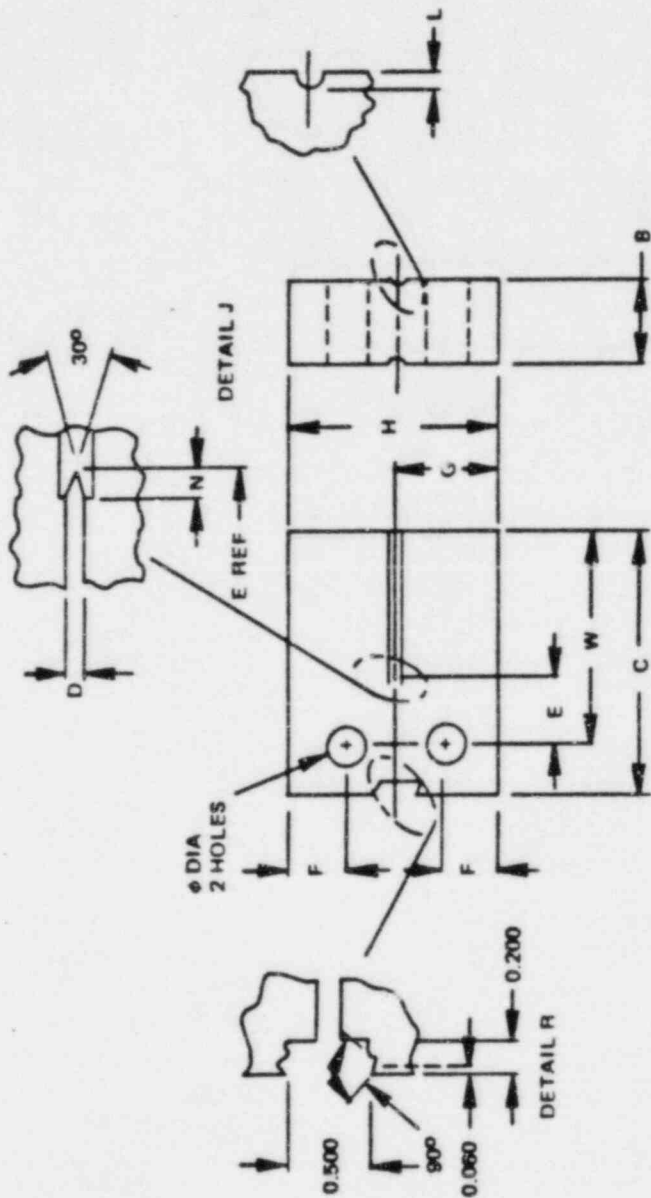 L
30°
DETAIL J
N
E REF
D
H
G
B
φ DIA
2 HOLES
F
F
E
W
C
0.500
90°
0.060
0.200
DETAIL R